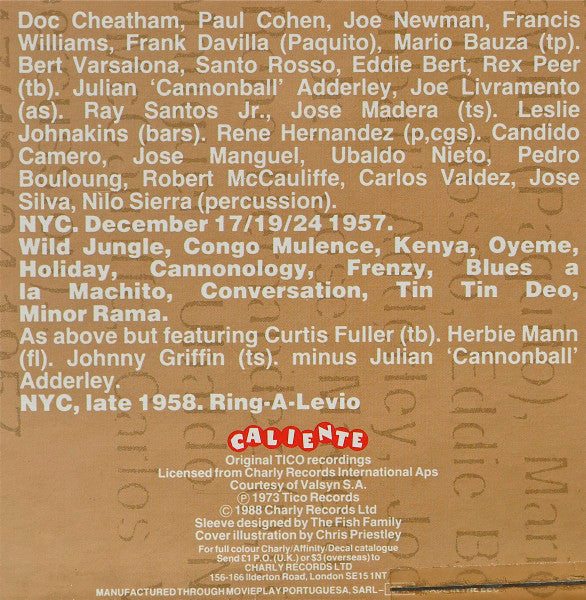 Doc Cheatham, Paul Cohen, Joe Newman, Francis
Williams, Frank Davilla (Paquito), Mario Bauza (tp).
Bert Varsalona, Santo Rosso, Eddie Bert, Rex Peer
(tb). Julian 'Cannonball' Adderley, Joe Livramento
(as). Ray Santos Jr., Jose Madera (ts). Leslie
Johnakins (bars). Rene Hernandez (p,cgs). Candido
Camero, Jose Manguel, Ubaldo Nieto, Pedro
Bouloung, Robert McCauliffe, Carlos Valdez, Jose
Silva, Nilo Sierra (percussion).
NYC. December 17/19/24 1957.
Wild Jungle, Congo Mulence, Kenya, Oyeme,
Holiday, Cannonology, Frenzy, Blues a
la Machito, Conversation, Tin Tin Deo,
Minor Rama.
As above but featuring Curtis Fuller (tb). Herbie Mann
(fl). Johnny Griffin (ts). minus Julian 'Cannonball'
Adderley.
NYC, late 1958. Ring-A-Levio
CALIENTE
Original TICO recordings
Licensed from Charly Records International Aps
Courtesy of Valsyn S.A.
Ⓟ 1973 Tico Records
© 1988 Charly Records Ltd
Sleeve designed by The Fish Family
Cover illustration by Chris Priestley
For full colour Charly/Affinity/Decal catalogue
Send £1 P.O. (U.K.) or $3 (overseas) to
CHARLY RECORDS LTD
156-166 Ilderton Road, London SE15 1NT
MANUFACTURED THROUGH MOVIEPLAY PORTUGUESA, SARL–